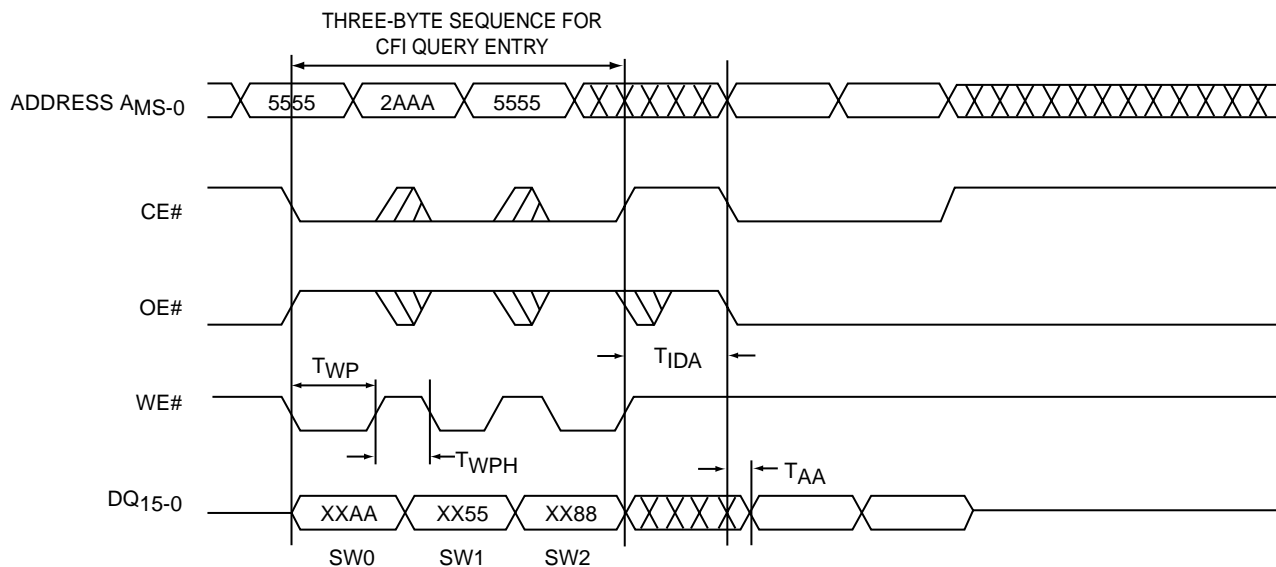 THREE-BYTE SEQUENCE FOR
CFI QUERY ENTRY
ADDRESS AMS-0
5555 2AAA 5555
CE#
OE#
TWP
TIDA
WE#
TWPH
TAA
DQ15-0
XXAA XX55 XX88
SW0 SW1 SW2